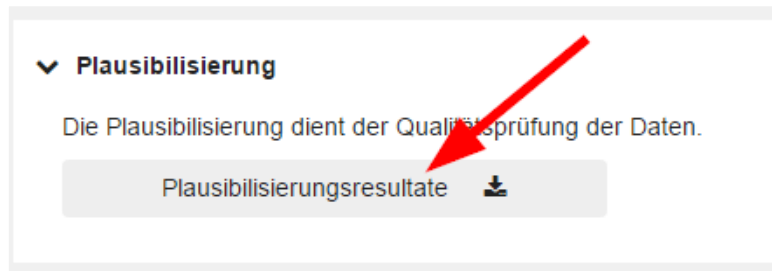 Plausibilisierung
Die Plausibilisierung dient der Qualitätsprüfung der Daten.
Plausibilisierungsresultate